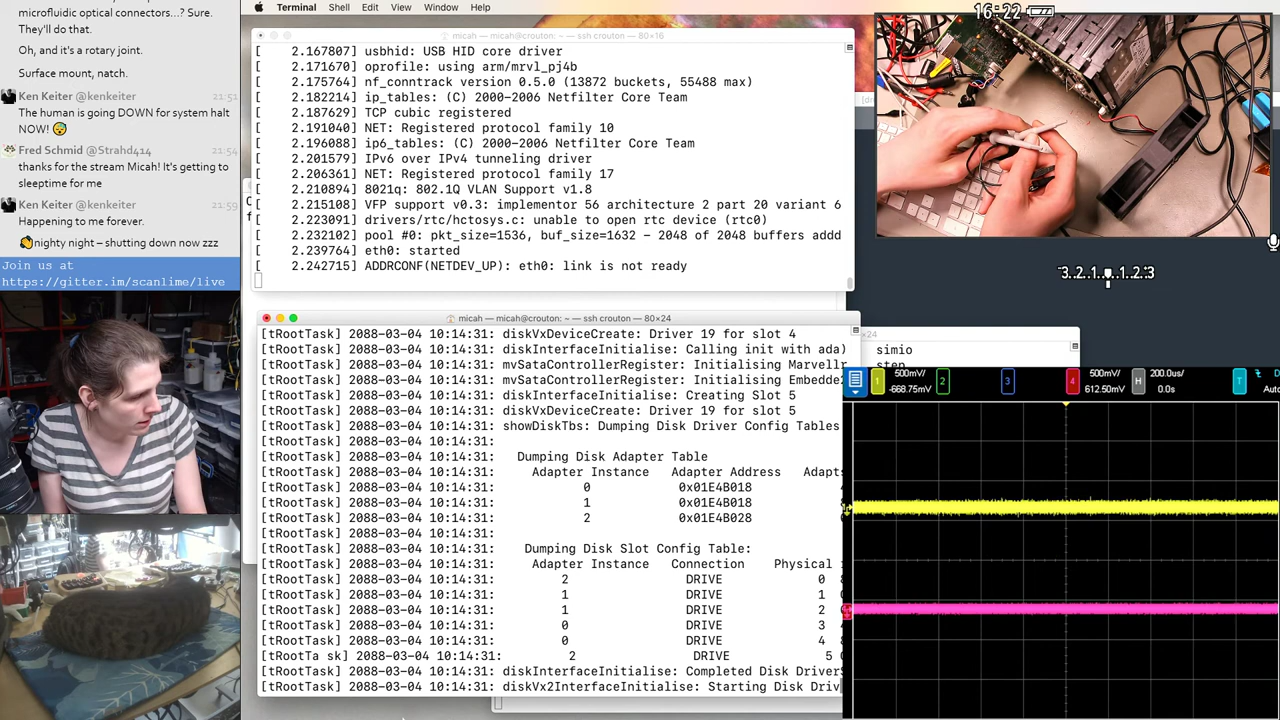 microfluidic optical connectors...? Sure.
They'll do that.
Oh, and it's a rotary joint.
Surface mount, natch.
Ken Keiter @kenkeiter 21:51
The human is going DOWN for system halt
NOW! 😴
Fred Schmid @Strahd414 21:54
thanks for the stream Micah! It's getting to
sleeptime for me
Ken Keiter @kenkeiter 21:59
Happening to me forever.
👋nighty night – shutting down now zzz
Join us at
https://gitter.im/scanlime/live
Terminal Shell Edit View Window Help
micah — micah@crouton: ~ — ssh crouton — 80×16
[ 2.167807] usbhid: USB HID core driver
[ 2.171670] oprofile: using arm/mrvl_pj4b
[ 2.175764] nf_conntrack version 0.5.0 (13872 buckets, 55488 max)
[ 2.182214] ip_tables: (C) 2000-2006 Netfilter Core Team
[ 2.187629] TCP cubic registered
[ 2.191040] NET: Registered protocol family 10
[ 2.196088] ip6_tables: (C) 2000-2006 Netfilter Core Team
[ 2.201579] IPv6 over IPv4 tunneling driver
[ 2.206361] NET: Registered protocol family 17
[ 2.210894] 8021q: 802.1Q VLAN Support v1.8
[ 2.215108] VFP support v0.3: implementor 56 architecture 2 part 20 variant 6
[ 2.223091] drivers/rtc/hctosys.c: unable to open rtc device (rtc0)
[ 2.232102] pool #0: pkt_size=1536, buf_size=1632 - 2048 of 2048 buffers addd
[ 2.239764] eth0: started
[ 2.242715] ADDRCONF(NETDEV_UP): eth0: link is not ready
micah — micah@crouton: ~ — ssh crouton — 80×24
[tRootTask] 2088-03-04 10:14:31: diskVxDeviceCreate: Driver 19 for slot 4
[tRootTask] 2088-03-04 10:14:31: diskInterfaceInitialise: Calling init with ada)
[tRootTask] 2088-03-04 10:14:31: mvSataControllerRegister: Initialising Marvell
[tRootTask] 2088-03-04 10:14:31: mvSataControllerRegister: Initialising Embedde
[tRootTask] 2088-03-04 10:14:31: diskInterfaceInitialise: Creating Slot 5
[tRootTask] 2088-03-04 10:14:31: diskVxDeviceCreate: Driver 19 for slot 5
[tRootTask] 2088-03-04 10:14:31: showDiskTbs: Dumping Disk Driver Config Tables
[tRootTask] 2088-03-04 10:14:31:
[tRootTask] 2088-03-04 10:14:31: Dumping Disk Adapter Table
[tRootTask] 2088-03-04 10:14:31: Adapter Instance Adapter Address Adapt
[tRootTask] 2088-03-04 10:14:31: 0 0x01E4B018
[tRootTask] 2088-03-04 10:14:31: 1 0x01E4B018
[tRootTask] 2088-03-04 10:14:31: 2 0x01E4B028
[tRootTask] 2088-03-04 10:14:31:
[tRootTask] 2088-03-04 10:14:31: Dumping Disk Slot Config Table:
[tRootTask] 2088-03-04 10:14:31: Adapter Instance Connection Physical
[tRootTask] 2088-03-04 10:14:31: 2 DRIVE 0
[tRootTask] 2088-03-04 10:14:31: 1 DRIVE 1
[tRootTask] 2088-03-04 10:14:31: 1 DRIVE 2
[tRootTask] 2088-03-04 10:14:31: 0 DRIVE 3
[tRootTask] 2088-03-04 10:14:31: 0 DRIVE 4
[tRootTa sk] 2088-03-04 10:14:31: 2 DRIVE 5
[tRootTask] 2088-03-04 10:14:31: diskInterfaceInitialise: Completed Disk Driver
[tRootTask] 2088-03-04 10:14:31: diskVx2InterfaceInitialise: Starting Disk Driv
16:22
-3..2..1...1..2..3
×24
simio
step
1 500mV/ -668.75mV 2 3 4 500mV/ 612.50mV H 200.0us/ 0.0s T Auto